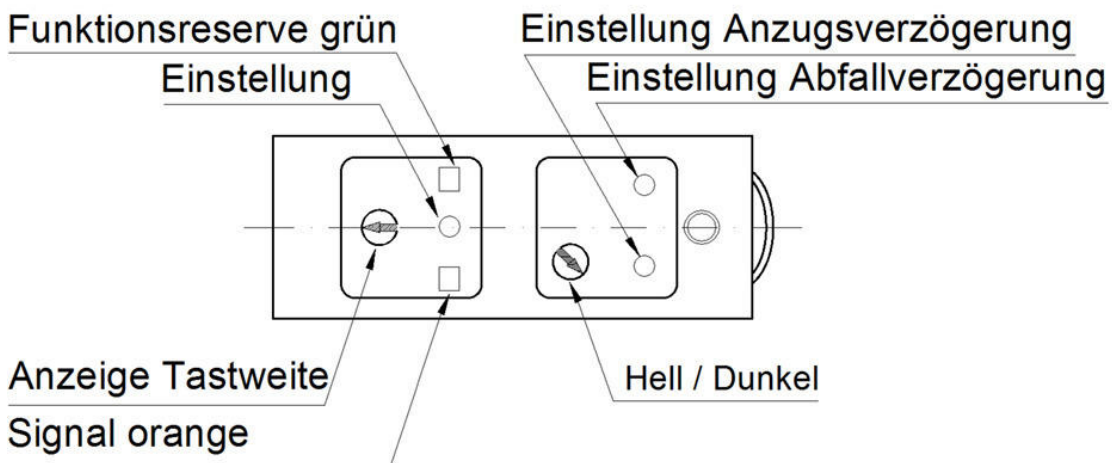 Funktionsreserve grün
Einstellung Anzugsverzögerung
Einstellung
Einstellung Abfallverzögerung
Anzeige Tastweite
Hell / Dunkel
Signal orange